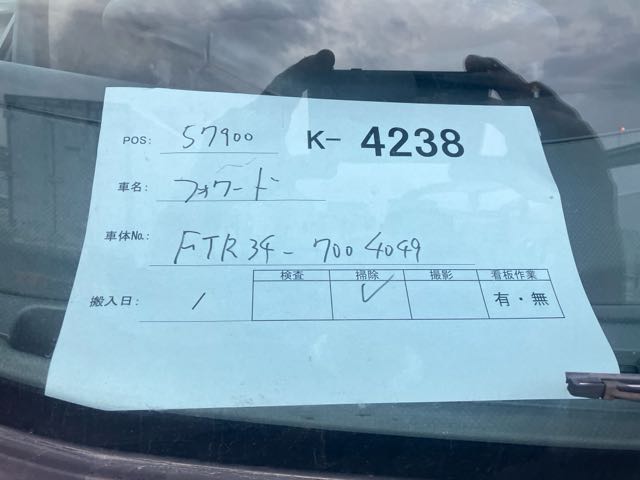 POS: 57900 K- 4238
車名: フォワード
車体No.: FTR34-7004049
検査 掃除 撮影 看板作業
搬入日: / ✓ 有・無